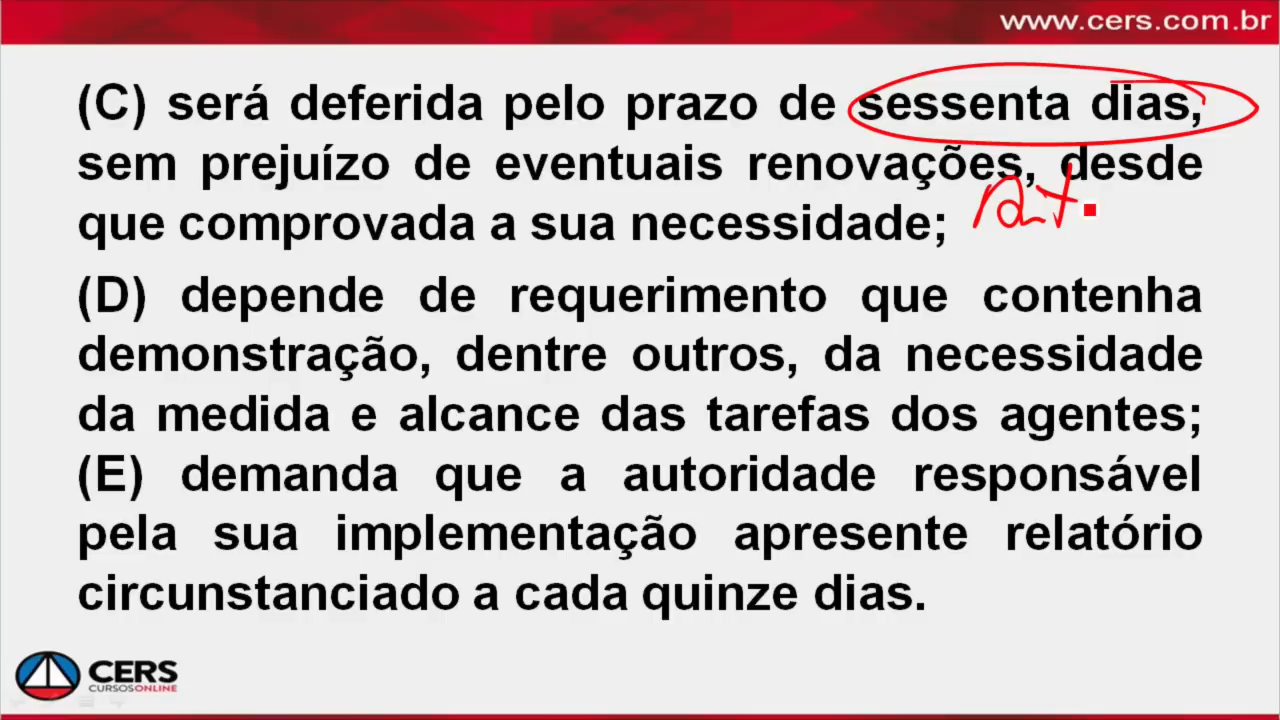 www.cers.com.br
(C) será deferida pelo prazo de sessenta dias,
sem prejuízo de eventuais renovações, desde
que comprovada a sua necessidade;
(D) depende de requerimento que contenha
demonstração, dentre outros, da necessidade
da medida e alcance das tarefas dos agentes;
(E) demanda que a autoridade responsável
pela sua implementação apresente relatório
circunstanciado a cada quinze dias.
CERS
CURSOSONLINE